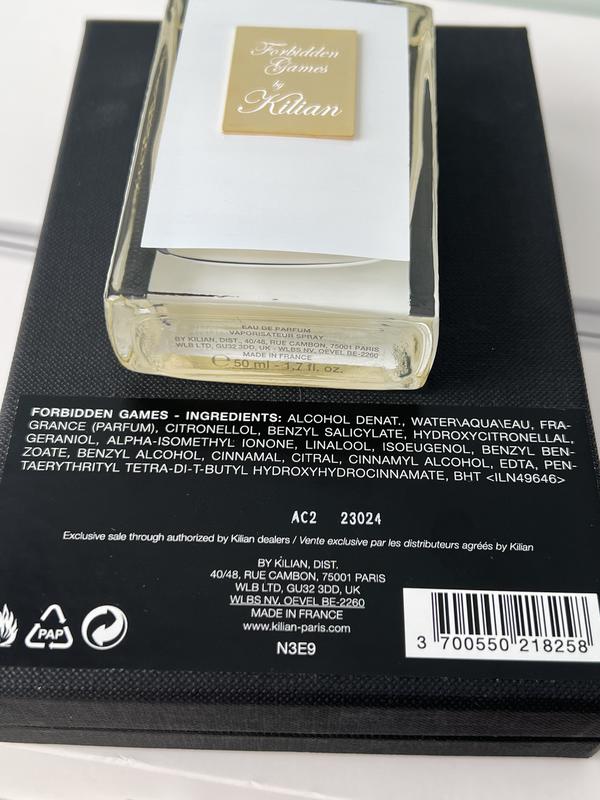 Forbidden
Games
by
Kilian
EAU DE PARFUM
VAPORISATEUR SPRAY
BY KILIAN, DIST., 40/48, RUE CAMBON, 75001 PARIS
WLB LTD, GU32 3DD, UK - WLBS NV, OEVEL BE-2260
MADE IN FRANCE
50 ml - 1.7 fl. oz.
FORBIDDEN GAMES - INGREDIENTS: ALCOHOL DENAT., WATER\AQUA\EAU, FRA-
GRANCE (PARFUM), CITRONELLOL, BENZYL SALICYLATE, HYDROXYCITRONELLAL,
GERANIOL, ALPHA-ISOMETHYL IONONE, LINALOOL, ISOEUGENOL, BENZYL BEN-
ZOATE, BENZYL ALCOHOL, CINNAMAL, CITRAL, CINNAMYL ALCOHOL, EDTA, PEN-
TAERYTHRITYL TETRA-DI-T-BUTYL HYDROXYHYDROCINNAMATE, BHT <ILN49646>
AC2 23024
Exclusive sale through authorized by Kilian dealers / Vente exclusive par les distributeurs agréés by Kilian
BY KILIAN, DIST.
40/48, RUE CAMBON, 75001 PARIS
WLB LTD, GU32 3DD, UK
WLBS NV, OEVEL BE-2260
MADE IN FRANCE
www.kilian-paris.com
N3E9
PAP
3 700550 218258